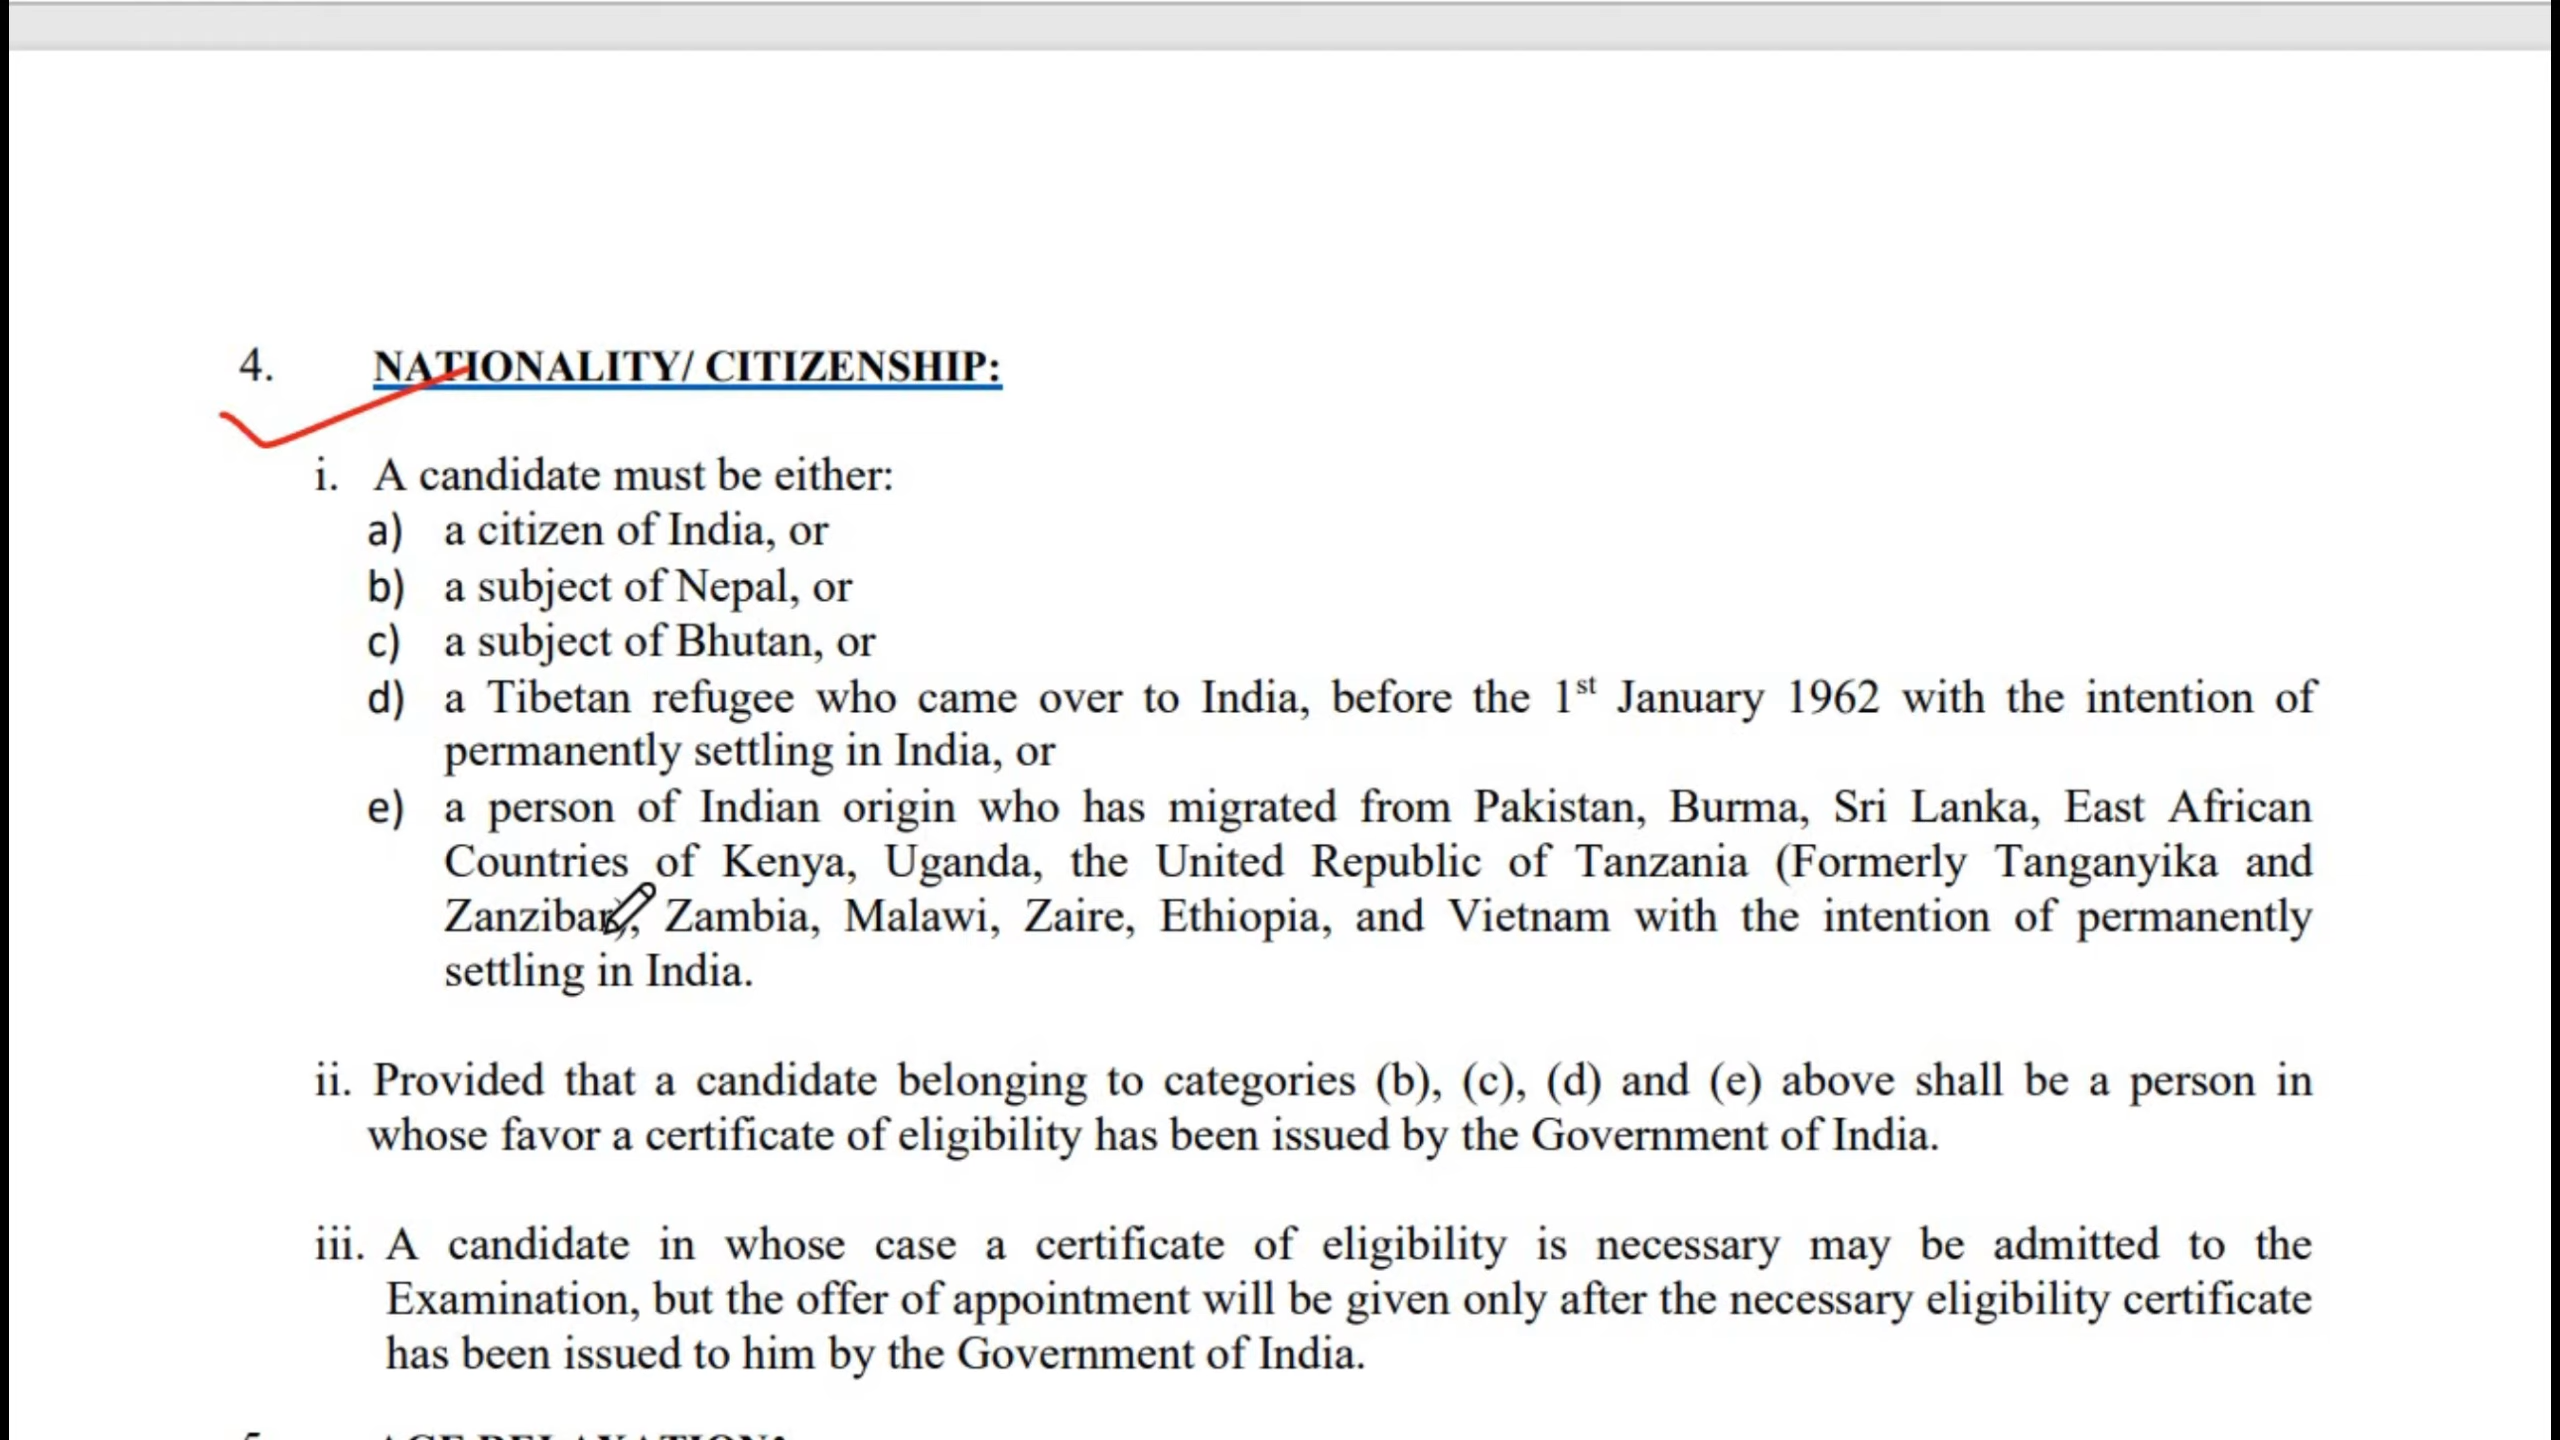 4. NATIONALITY/ CITIZENSHIP:
i. A candidate must be either:
a) a citizen of India, or
b) a subject of Nepal, or
c) a subject of Bhutan, or
d) a Tibetan refugee who came over to India, before the 1st January 1962 with the intention of
permanently settling in India, or
e) a person of Indian origin who has migrated from Pakistan, Burma, Sri Lanka, East African
Countries of Kenya, Uganda, the United Republic of Tanzania (Formerly Tanganyika and
Zanzibar), Zambia, Malawi, Zaire, Ethiopia, and Vietnam with the intention of permanently
settling in India.
ii. Provided that a candidate belonging to categories (b), (c), (d) and (e) above shall be a person in
whose favor a certificate of eligibility has been issued by the Government of India.
iii. A candidate in whose case a certificate of eligibility is necessary may be admitted to the
Examination, but the offer of appointment will be given only after the necessary eligibility certificate
has been issued to him by the Government of India.
5. AGE RELAXATION: